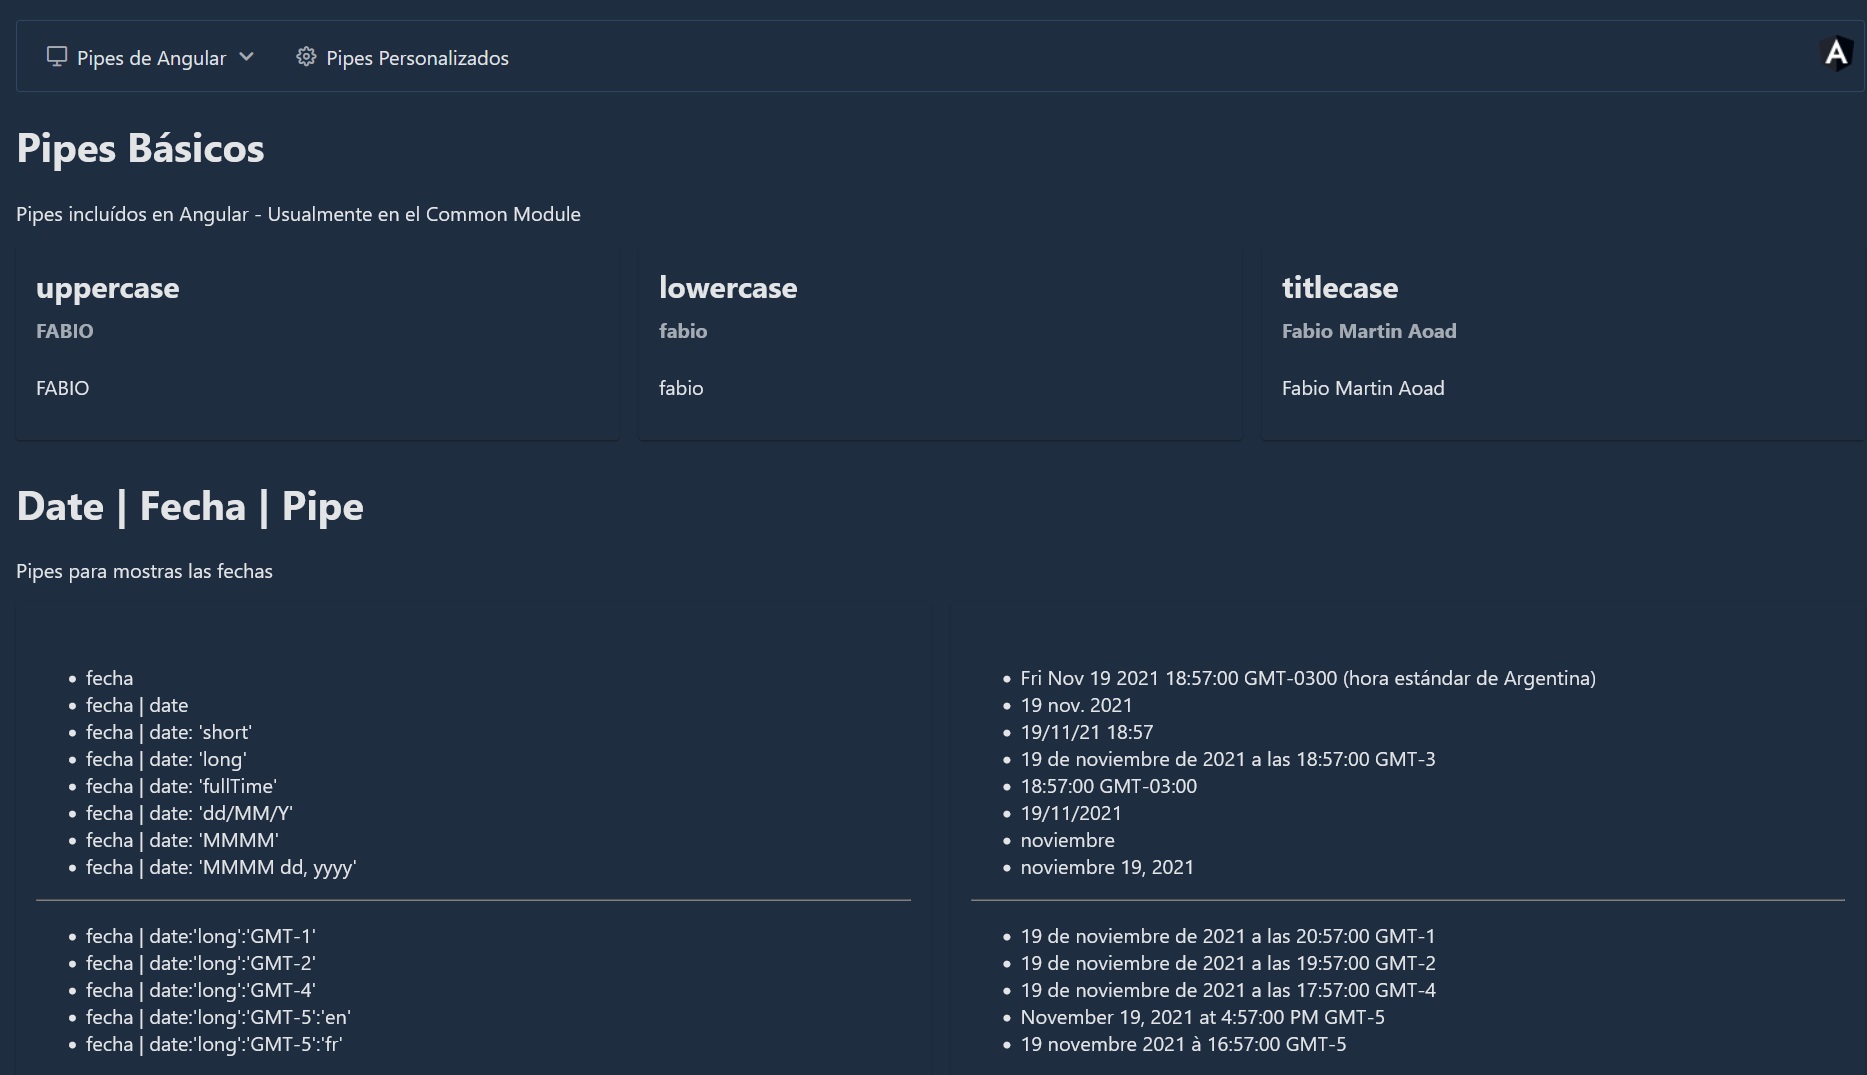 Pipes de Angular Pipes Personalizados
Pipes Básicos
Pipes incluídos en Angular - Usualmente en el Common Module
uppercase
FABIO
FABIO
lowercase
fabio
fabio
titlecase
Fabio Martin Aoad
Fabio Martin Aoad
Date | Fecha | Pipe
Pipes para mostras las fechas
• fecha
• fecha | date
• fecha | date: 'short'
• fecha | date: 'long'
• fecha | date: 'fullTime'
• fecha | date: 'dd/MM/Y'
• fecha | date: 'MMMM'
• fecha | date: 'MMMM dd, yyyy'
• fecha | date:'long':'GMT-1'
• fecha | date:'long':'GMT-2'
• fecha | date:'long':'GMT-4'
• fecha | date:'long':'GMT-5':'en'
• fecha | date:'long':'GMT-5':'fr'
• Fri Nov 19 2021 18:57:00 GMT-0300 (hora estándar de Argentina)
• 19 nov. 2021
• 19/11/21 18:57
• 19 de noviembre de 2021 a las 18:57:00 GMT-3
• 18:57:00 GMT-03:00
• 19/11/2021
• noviembre
• noviembre 19, 2021
• 19 de noviembre de 2021 a las 20:57:00 GMT-1
• 19 de noviembre de 2021 a las 19:57:00 GMT-2
• 19 de noviembre de 2021 a las 17:57:00 GMT-4
• November 19, 2021 at 4:57:00 PM GMT-5
• 19 novembre 2021 à 16:57:00 GMT-5